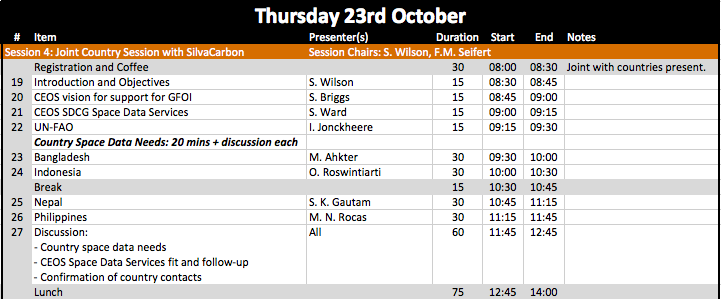 Thursday 23rd October
# Item Presenter(s) Duration Start End Notes
Session 4: Joint Country Session with SilvaCarbon Session Chairs: S. Wilson, F.M. Seifert
Registration and Coffee 30 08:00 08:30 Joint with countries present.
19 Introduction and Objectives S. Wilson 15 08:30 08:45
20 CEOS vision for support for GFOI S. Briggs 15 08:45 09:00
21 CEOS SDCG Space Data Services S. Ward 15 09:00 09:15
22 UN-FAO I. Jonckheere 15 09:15 09:30
Country Space Data Needs: 20 mins + discussion each
23 Bangladesh M. Ahkter 30 09:30 10:00
24 Indonesia O. Roswintiarti 30 10:00 10:30
Break 15 10:30 10:45
25 Nepal S. K. Gautam 30 10:45 11:15
26 Philippines M. N. Rocas 30 11:15 11:45
27 Discussion: All 60 11:45 12:45
- Country space data needs
- CEOS Space Data Services fit and follow-up
- Confirmation of country contacts
Lunch 75 12:45 14:00